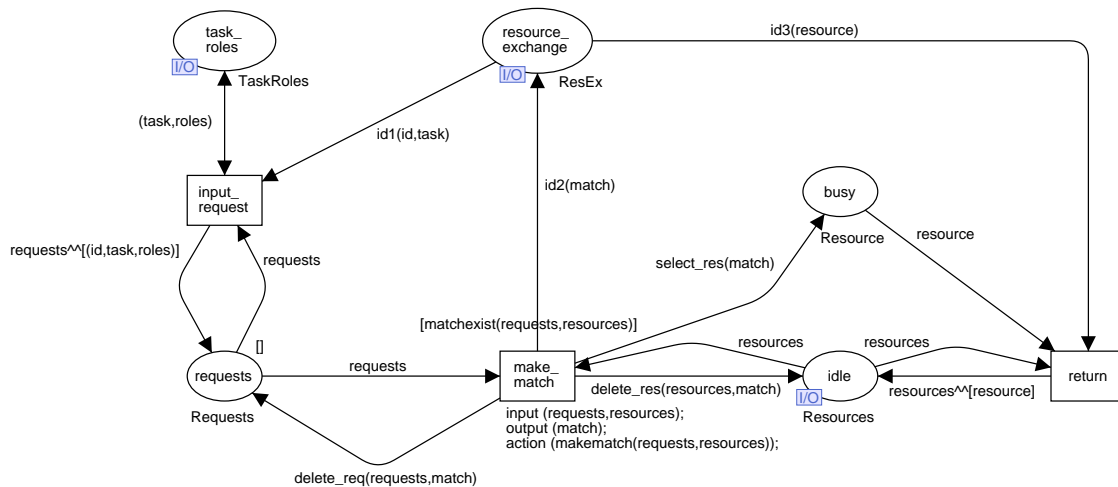 task_
roles
I/O
TaskRoles
resource_
exchange
I/O
ResEx
id3(resource)
(task,roles)
id1(id,task)
id2(match)
input_
request
busy
Resource
resource
requests^^[(id,task,roles)]
requests
select_res(match)
[matchexist(requests,resources)]
[]
requests
Requests
requests
make_
match
resources
resources
idle
I/O
Resources
return
delete_res(resources,match)
resources^^[resource]
input (requests,resources);
output (match);
action (makematch(requests,resources));
delete_req(requests,match)